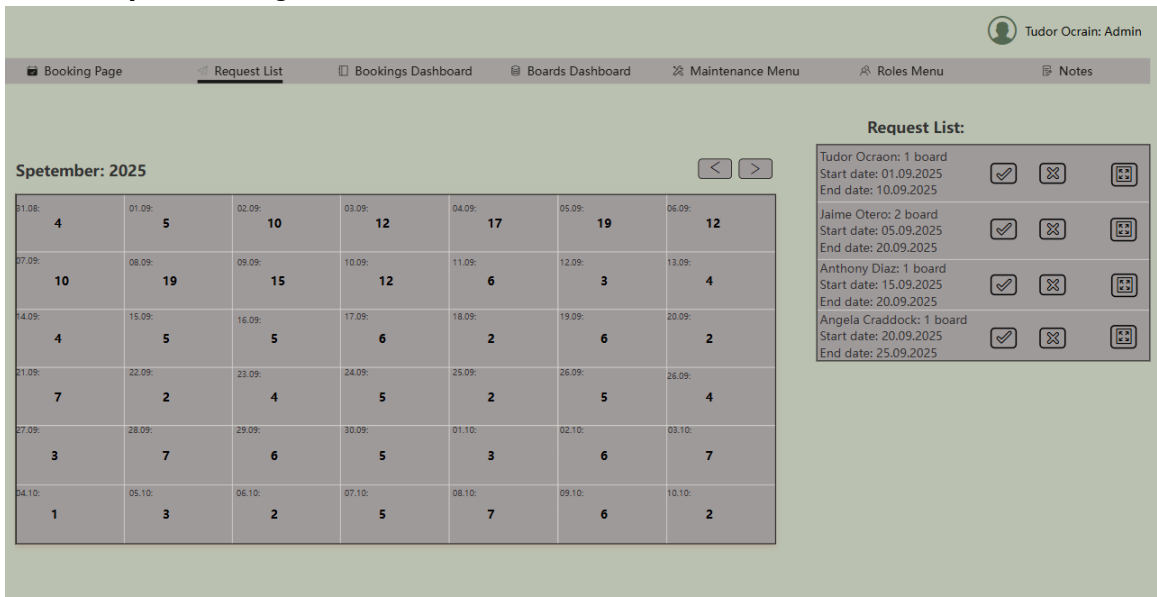 Tudor Ocrain: Admin
Booking Page Request List Bookings Dashboard Boards Dashboard Maintenance Menu Roles Menu Notes
Request List:
Spetember: 2025
< >
Tudor Ocraon: 1 board
Start date: 01.09.2025
End date: 10.09.2025
Jaime Otero: 2 board
Start date: 05.09.2025
End date: 20.09.2025
Anthony Diaz: 1 board
Start date: 15.09.2025
End date: 20.09.2025
Angela Craddock: 1 board
Start date: 20.09.2025
End date: 25.09.2025
31.08: 01.09: 02.09: 03.09: 04.09: 05.09: 06.09:
4 5 10 12 17 19 12
07.09: 08.09: 09.09: 10.09: 11.09: 12.09: 13.09:
10 19 15 12 6 3 4
14.09: 15.09: 16.09: 17.09: 18.09: 19.09: 20.09:
4 5 5 6 2 6 2
21.09: 22.09: 23.09: 24.09: 25.09: 26.09: 26.09:
7 2 4 5 2 5 4
27.09: 28.09: 29.09: 30.09: 01.10: 02.10: 03.10:
3 7 6 5 3 6 7
04.10: 05.10: 06.10: 07.10: 08.10: 09.10: 10.10:
1 3 2 5 7 6 2